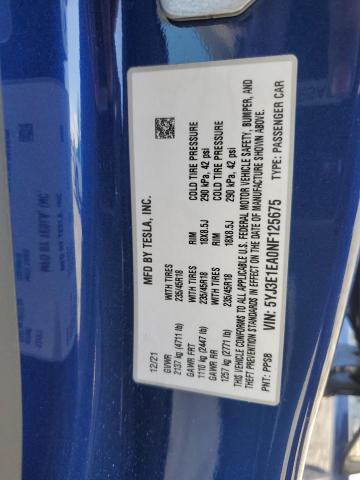 MFD BY TESLA, INC.
12/21
GVWR
2137 kg (4711 lb)
GAWR FRT
1110 kg (2447 lb)
GAWR RR
1257 kg (2771 lb)
WITH TIRES
235/45R18
WITH TIRES
235/45R18
WITH TIRES
235/45R18
RIM
18X8.5J
RIM
18X8.5J
COLD TIRE PRESSURE
290 kPa, 42 psi
COLD TIRE PRESSURE
290 kPa, 42 psi
THIS VEHICLE CONFORMS TO ALL APPLICABLE U.S. FEDERAL MOTOR VEHICLE SAFETY, BUMPER, AND
THEFT PREVENTION STANDARDS IN EFFECT ON THE DATE OF MANUFACTURE SHOWN ABOVE.
VIN: 5YJ3E1EA0NF125675
TYPE: PASSENGER CAR
PNT: PPSB